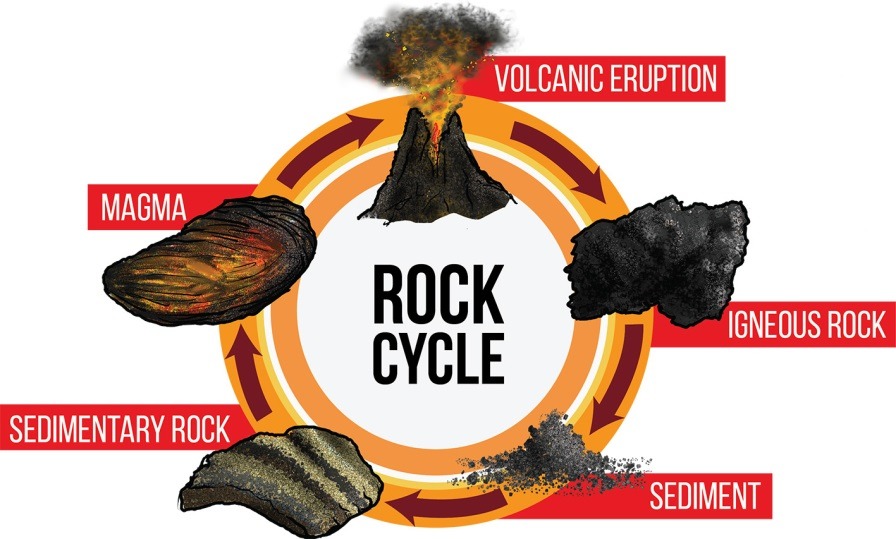 VOLCANIC ERUPTION
MAGMA
ROCK
CYCLE
IGNEOUS ROCK
SEDIMENTARY ROCK
SEDIMENT